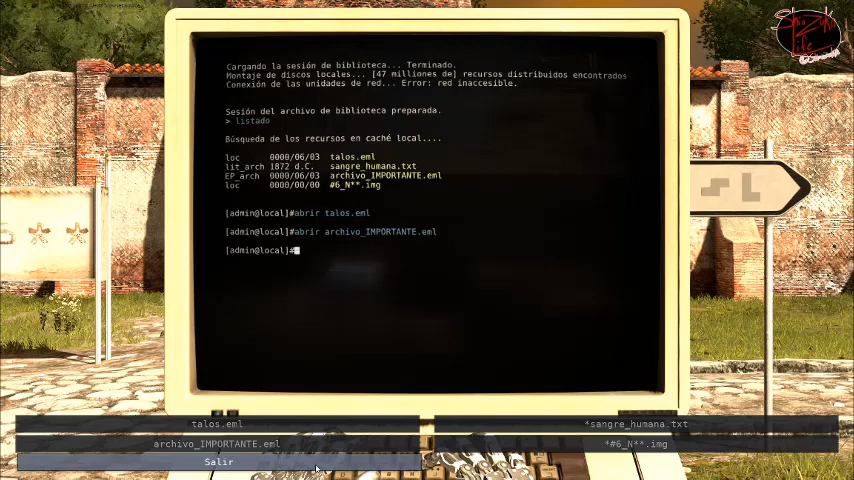 Cargando la sesión de biblioteca... Terminado.
Montaje de discos locales... [47 milliones de] recursos distribuidos encontrados
Conexión de las unidades de red... Error: red inaccesible.
Sesión del archivo de biblioteca preparada.
> listado
Búsqueda de los recursos en caché local....
loc 0000/06/03 talos.eml
lit_arch 1872 d.C. sangre_humana.txt
EP_arch 0000/06/03 archivo_IMPORTANTE.eml
loc 0000/00/00 #6_N**.img
[admin@local]#abrir talos.eml
[admin@local]#abrir archivo_IMPORTANTE.eml
[admin@local]#
talos.eml *sangre_humana.txt
archivo_IMPORTANTE.eml *#6_N**.img
Salir